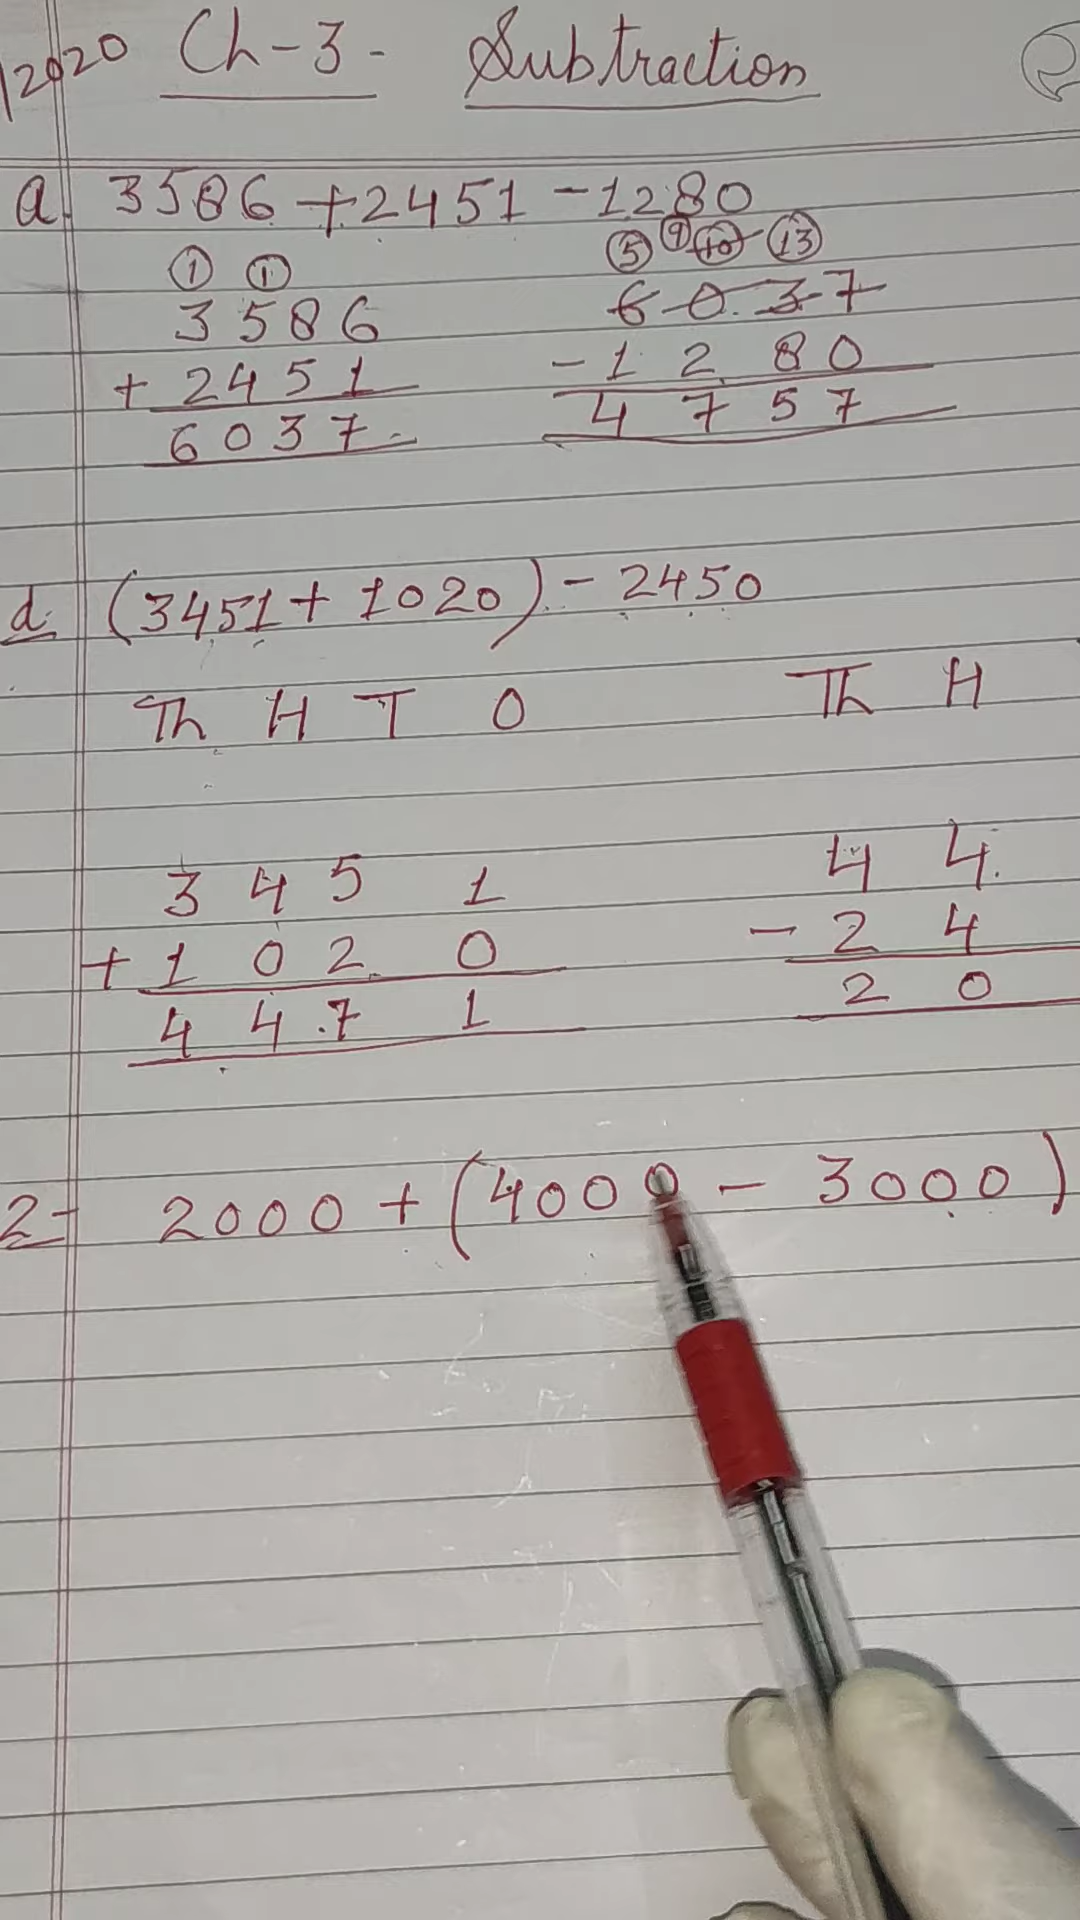 /2020 Ch-3- Subtraction
a. 3586 +2451 -1280
① ① ⑤ ⑨ ⑩ ⑬
3586 6037
+ 2451 - 1280
6037 4757
d. (3451 + 1020) - 2450
Th H T O Th H
3 4 5 1 4 4
+ 1 0 2 0 - 2 4
4 4 7 1 2 0
2- 2000 + (4000 - 3000)